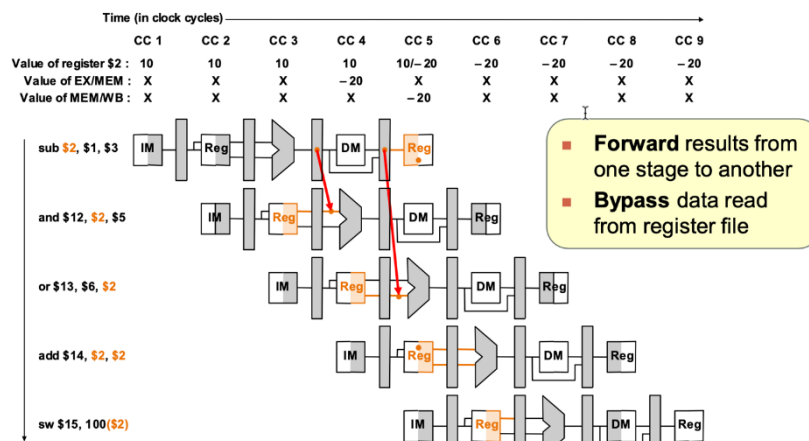 Time (in clock cycles)
CC 1 CC 2 CC 3 CC 4 CC 5 CC 6 CC 7 CC 8 CC 9
Value of register $2 : 10 10 10 10 10/– 20 – 20 – 20 – 20 – 20
Value of EX/MEM : X X X – 20 X X X X X
Value of MEM/WB : X X X X – 20 X X X X
sub $2, $1, $3 IM Reg DM Reg
Forward results from
one stage to another
Bypass data read
from register file
and $12, $2, $5 IM Reg DM Reg
or $13, $6, $2 IM Reg DM Reg
add $14, $2, $2 IM Reg DM Reg
sw $15, 100($2) IM Reg DM Reg